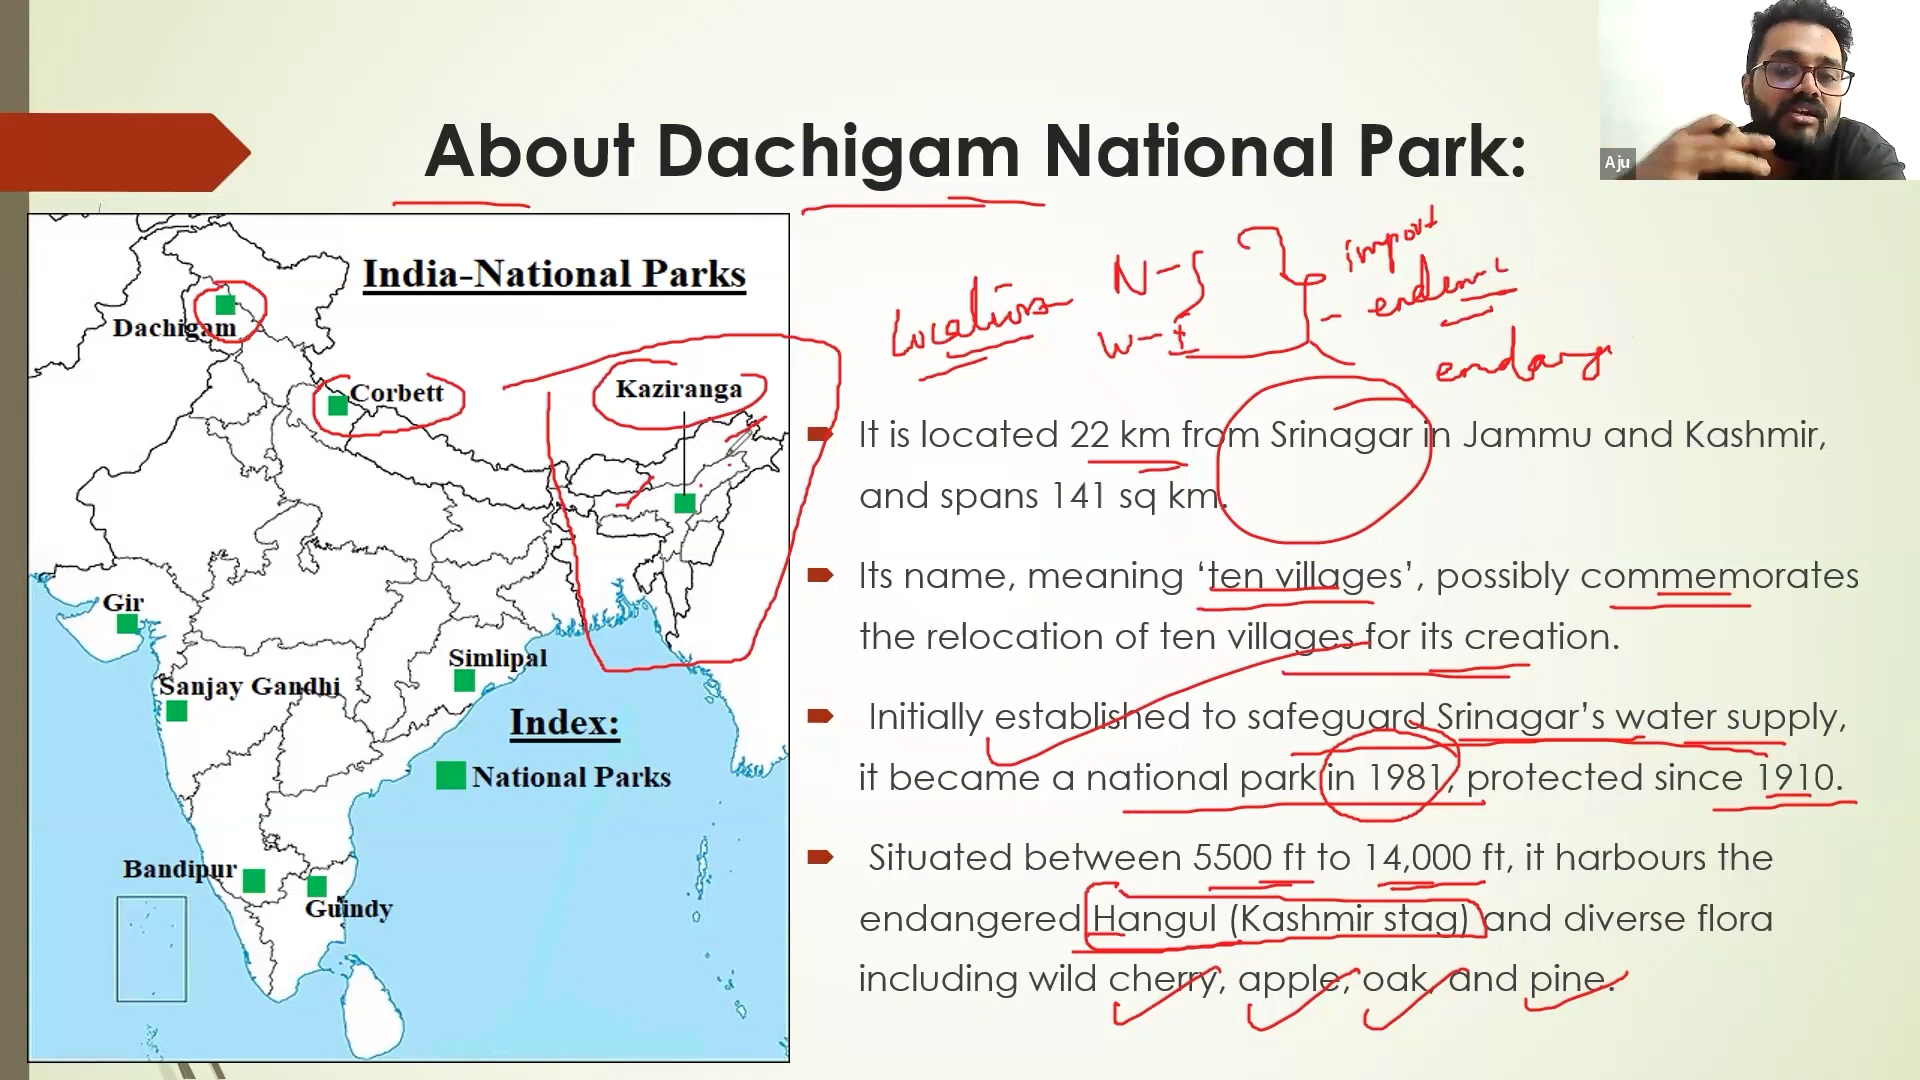 About Dachigam National Park:
Aju
India-National Parks
Dachigam
Corbett
Kaziranga
Gir
Simlipal
Sanjay Gandhi
Index:
National Parks
Bandipur
Guindy
Location
N-S
W-
import
endemi
endang
It is located 22 km from Srinagar in Jammu and Kashmir,
and spans 141 sq km.
Its name, meaning ‘ten villages’, possibly commemorates
the relocation of ten villages for its creation.
Initially established to safeguard Srinagar’s water supply,
it became a national park in 1981, protected since 1910.
Situated between 5500 ft to 14,000 ft, it harbours the
endangered Hangul (Kashmir stag) and diverse flora
including wild cherry, apple, oak, and pine.